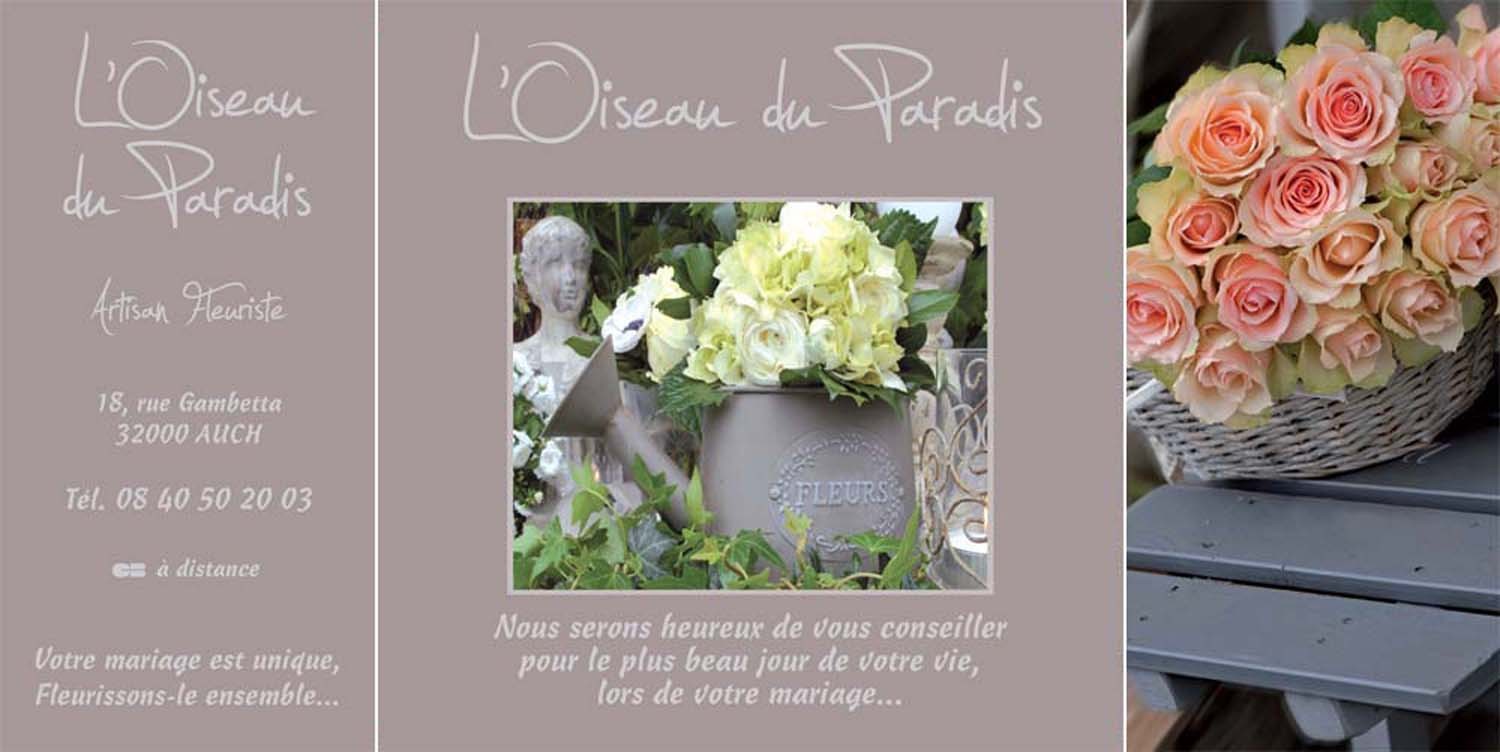 L'Oiseau
du Paradis
Artisan Fleuriste
18, rue Gambetta
32000 AUCH
Tél. 08 40 50 20 03
CB à distance
Votre mariage est unique,
Fleurissons-le ensemble...
L'Oiseau du Paradis
FLEURS
Nous serons heureux de vous conseiller
pour le plus beau jour de votre vie,
lors de votre mariage...